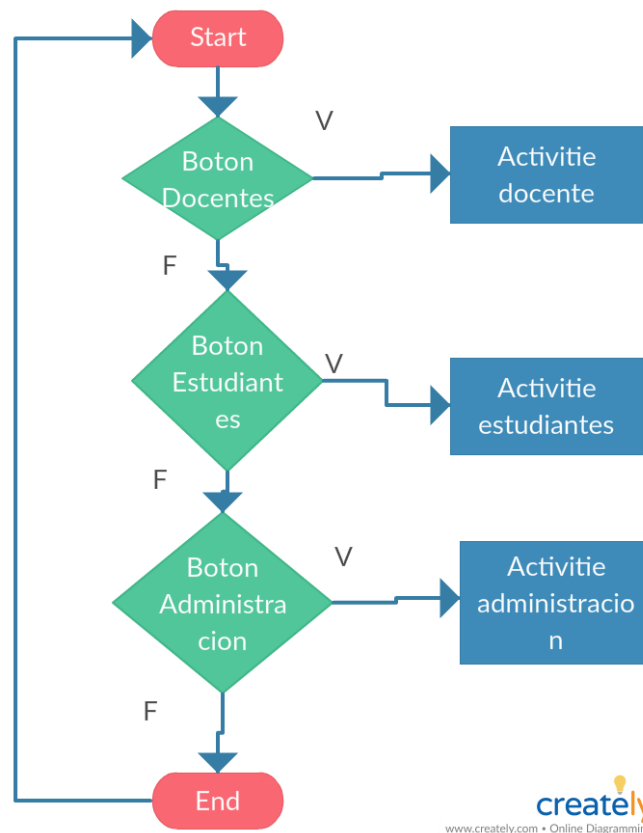 Start
V
Boton
Docentes
Activitie
docente
F
Boton
Estudiant
es
V
Activitie
estudiantes
F
Boton
Administra
cion
V
Activitie
administracio
n
F
End
creately
www.creately.com • Online Diagrammi